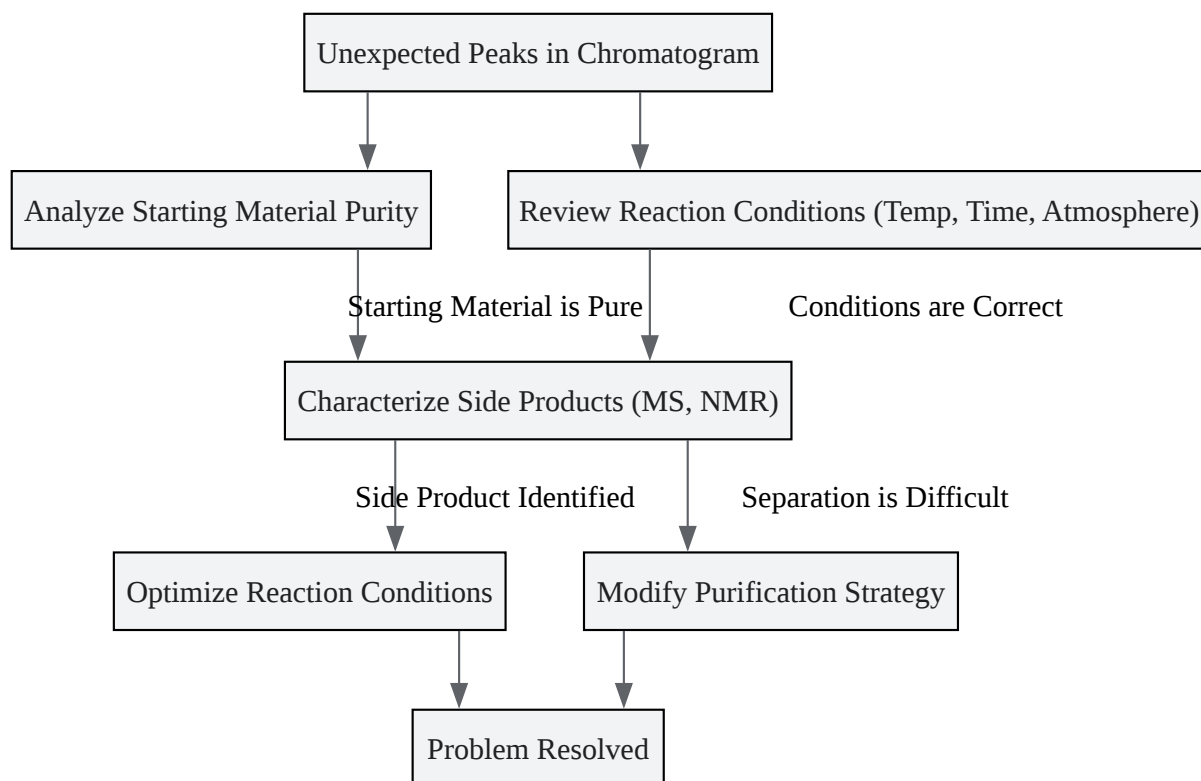 Unexpected Peaks in Chromatogram
Analyze Starting Material Purity
Review Reaction Conditions (Temp, Time, Atmosphere)
Starting Material is Pure
Conditions are Correct
Characterize Side Products (MS, NMR)
Side Product Identified
Separation is Difficult
Optimize Reaction Conditions
Modify Purification Strategy
Problem Resolved